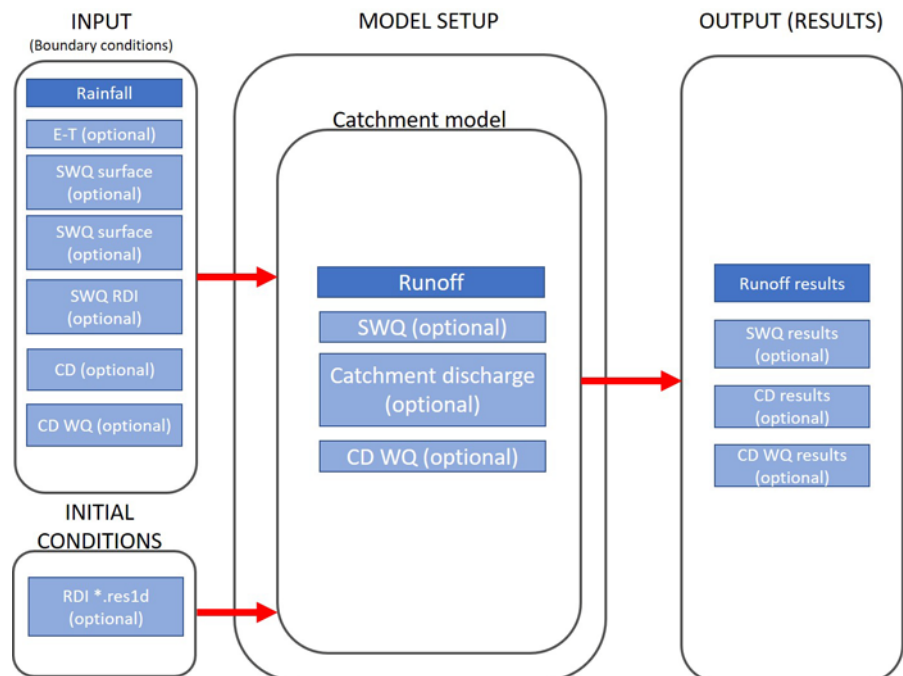 INPUT
(Boundary conditions)
Rainfall
E-T (optional)
SWQ surface
(optional)
SWQ surface
(optional)
SWQ RDI
(optional)
CD (optional)
CD WQ (optional)
INITIAL
CONDITIONS
RDI *.res1d
(optional)
MODEL SETUP
Catchment model
Runoff
SWQ (optional)
Catchment discharge
(optional)
CD WQ (optional)
OUTPUT (RESULTS)
Runoff results
SWQ results
(optional)
CD results
(optional)
CD WQ results
(optional)